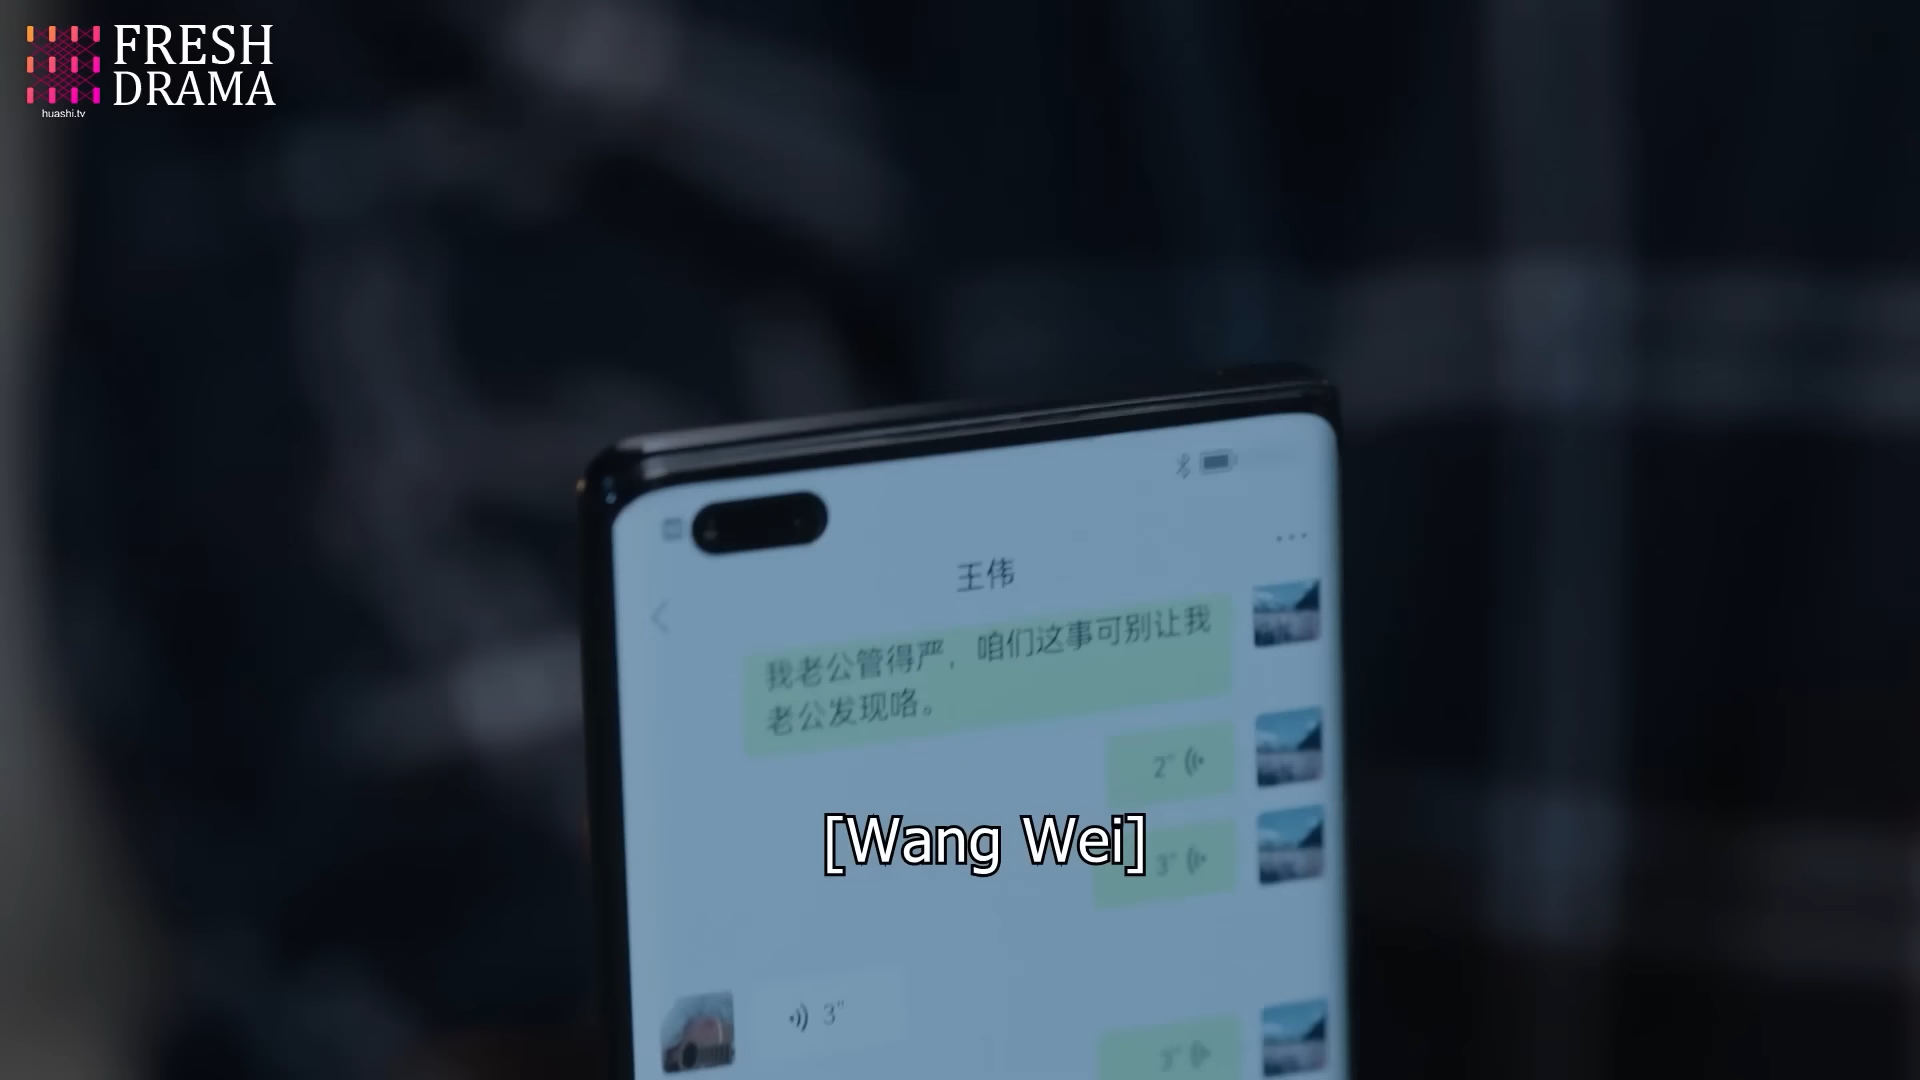 FRESH
DRAMA
huashi.tv
王伟
我老公管得严，咱们这事可别让我
老公发现咯。
2"
[Wang Wei]
3"
3"
3"